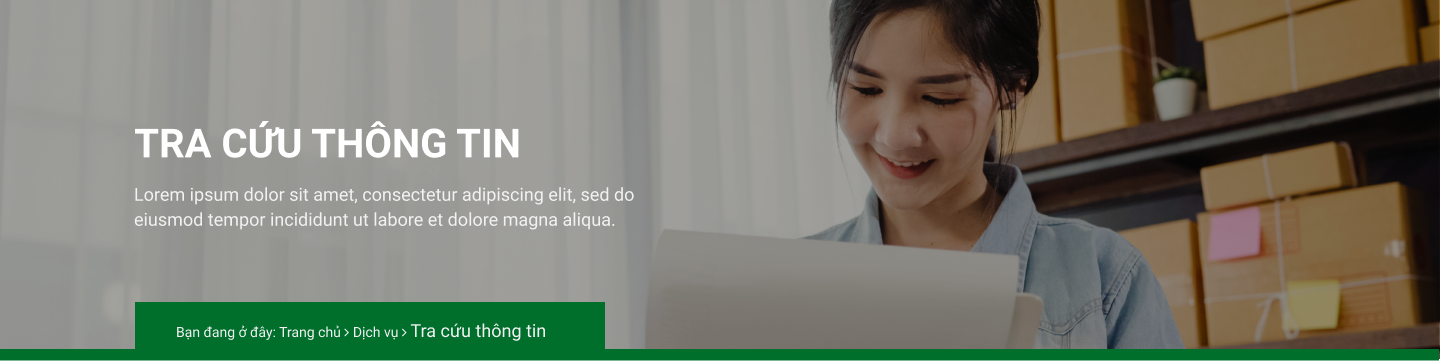 TRA CỨU THÔNG TIN
Lorem ipsum dolor sit amet, consectetur adipiscing elit, sed do
eiusmod tempor incididunt ut labore et dolore magna aliqua.
Bạn đang ở đây: Trang chủ > Dịch vụ > Tra cứu thông tin